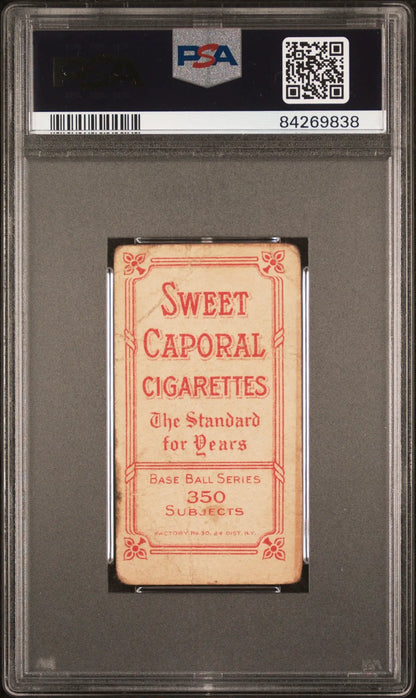 PSA
84269838
SWEET
CAPORAL
CIGARETTES
The Standard
for Years
BASE BALL SERIES
350
SUBJECTS
FACTORY No. 30, 2d DIST. N.Y.